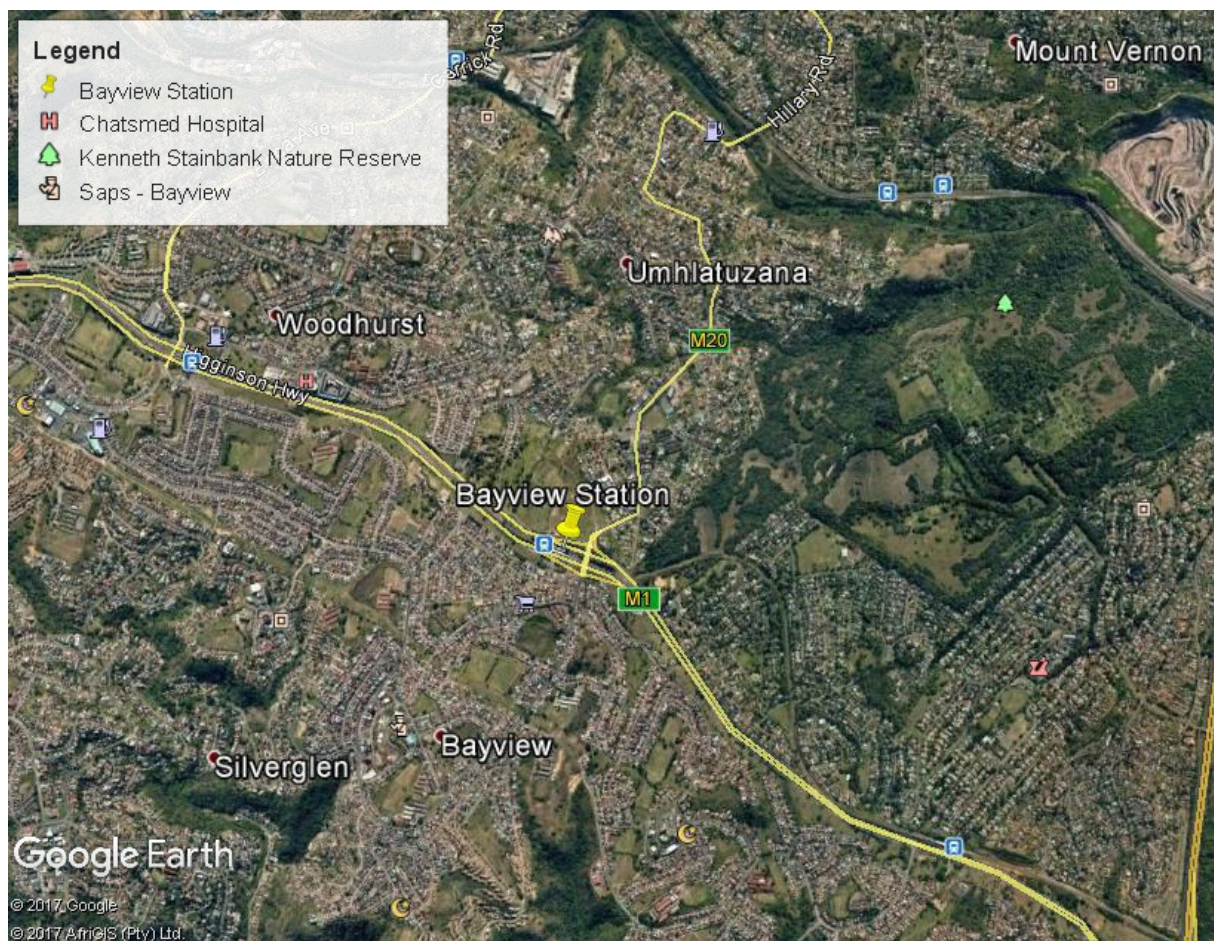 Legend
Bayview Station
Chatsmed Hospital
Kenneth Stainbank Nature Reserve
Saps - Bayview
Mount Vernon
Hillary Rd
Umhlatuzana
Woodhurst
M20
Higginson Hwy
Bayview Station
M1
Bayview
Silverglen
Google Earth
© 2017 Google
© 2017 AfriGIS (Pty) Ltd.